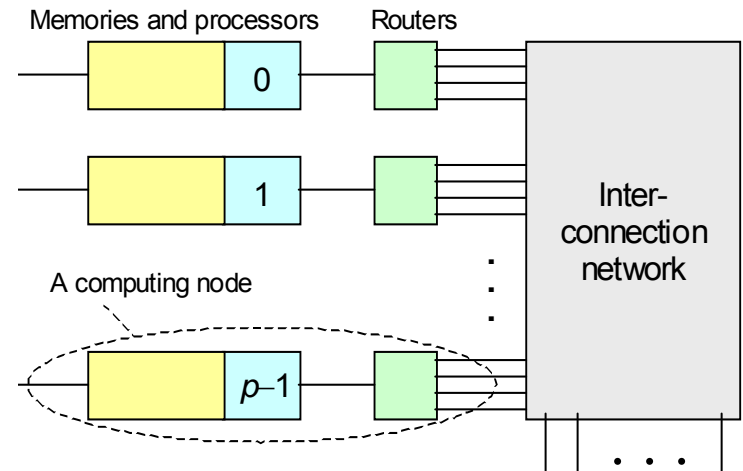 Memories and processors
Routers
0
1
Inter-
connection
network
A computing node
p–1